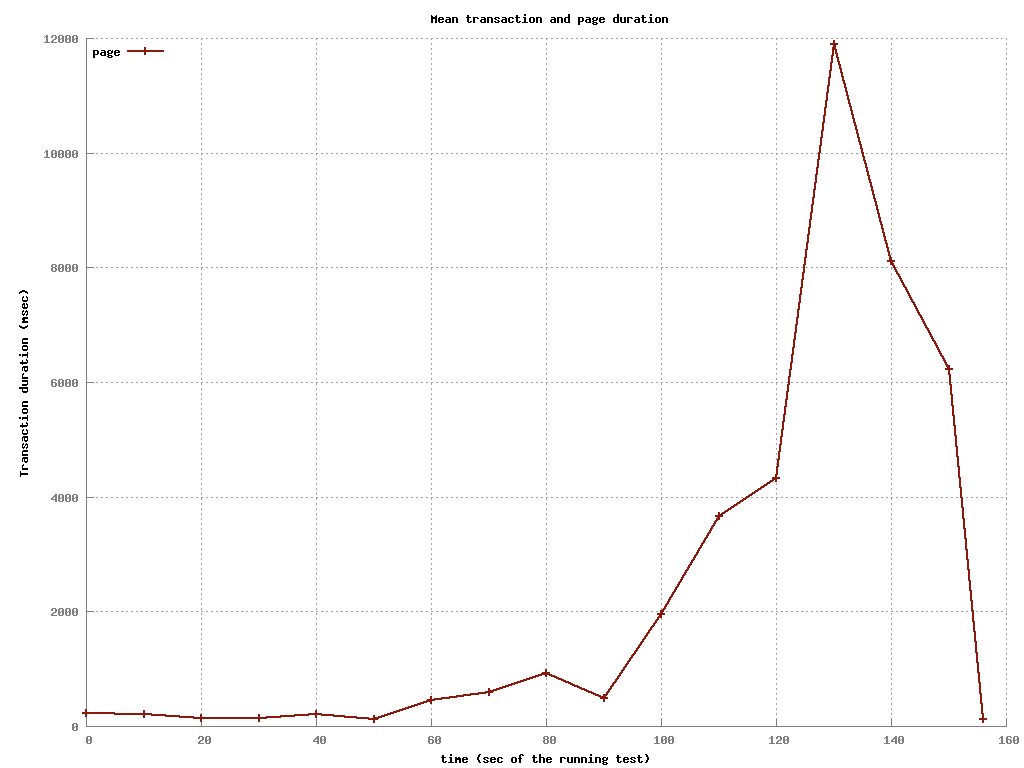 Mean transaction and page duration
page
12000
10000
8000
6000
4000
2000
0
Transaction duration (msec)
0 20 40 60 80 100 120 140 160
time (sec of the running test)